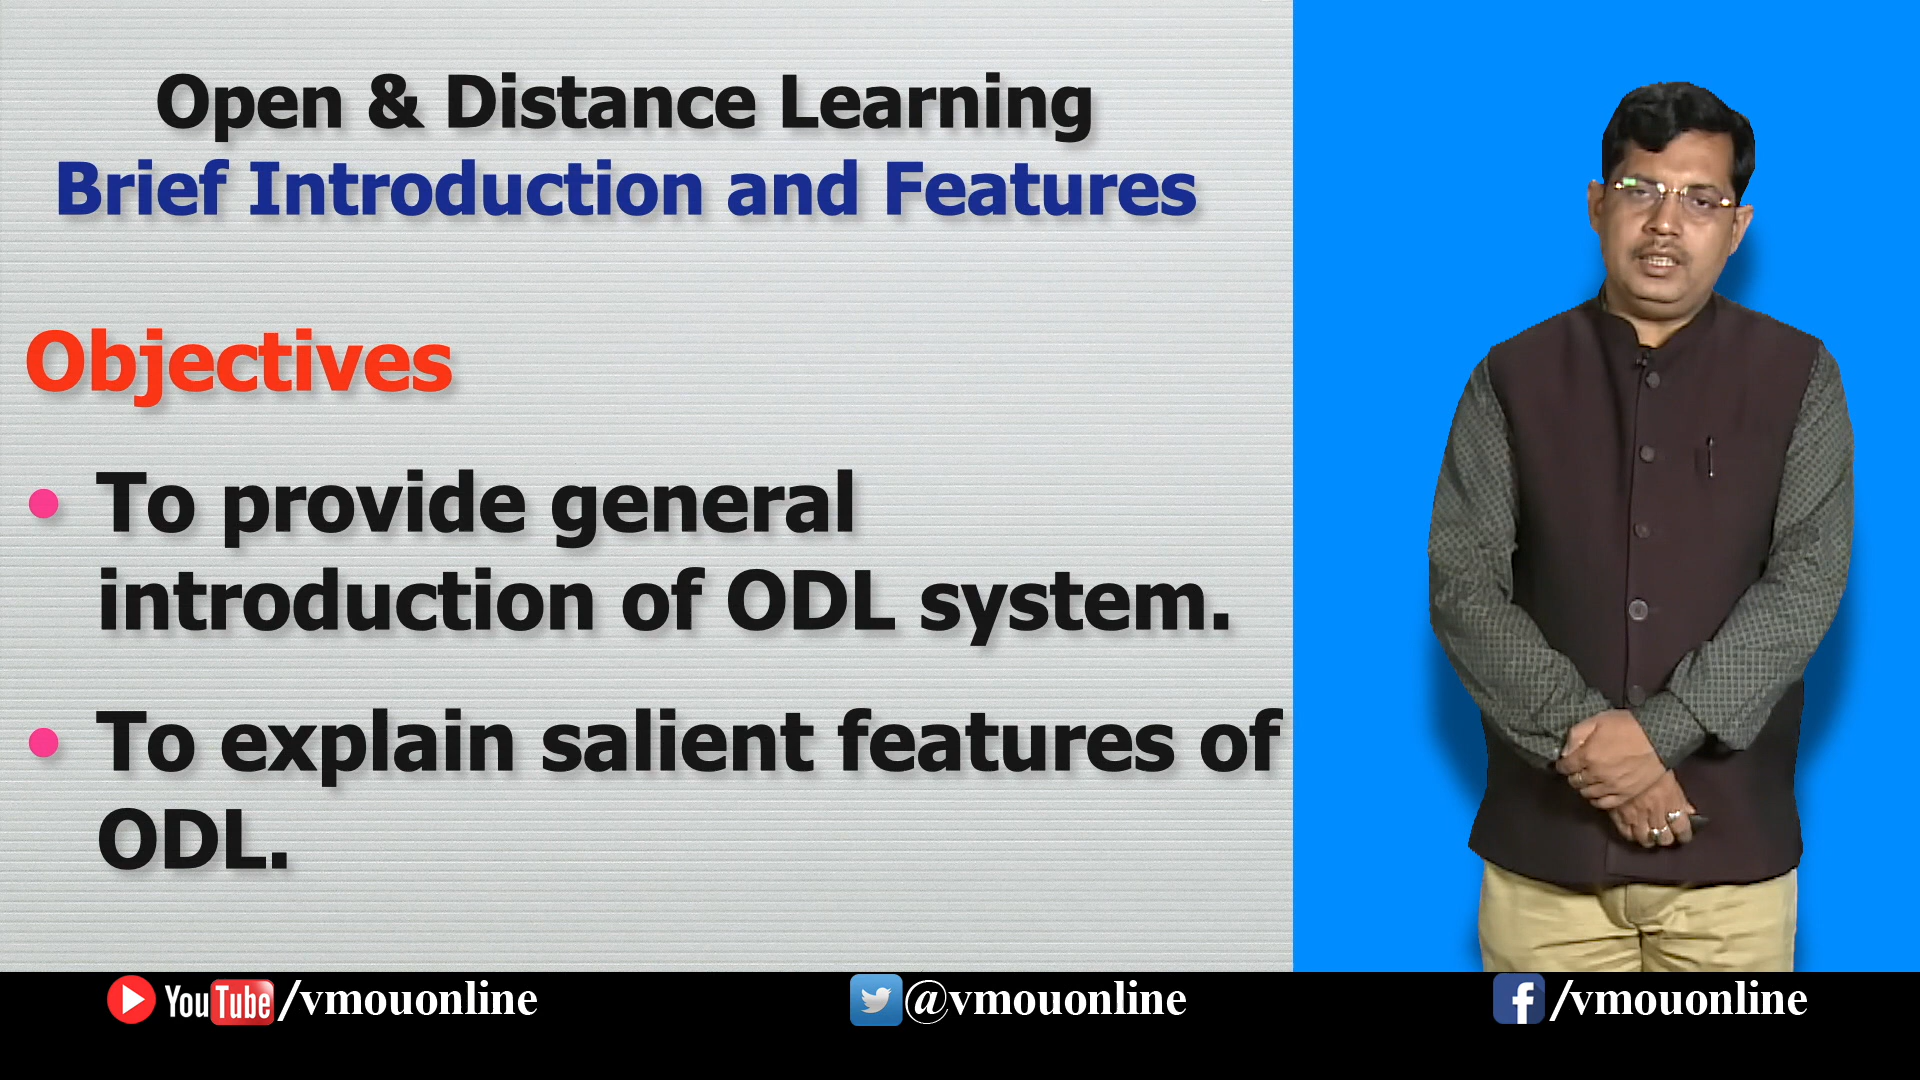 Open & Distance Learning
Brief Introduction and Features
Objectives
• To provide general
introduction of ODL system.
• To explain salient features of
ODL.
YouTube /vmouonline
@vmouonline
f /vmouonline